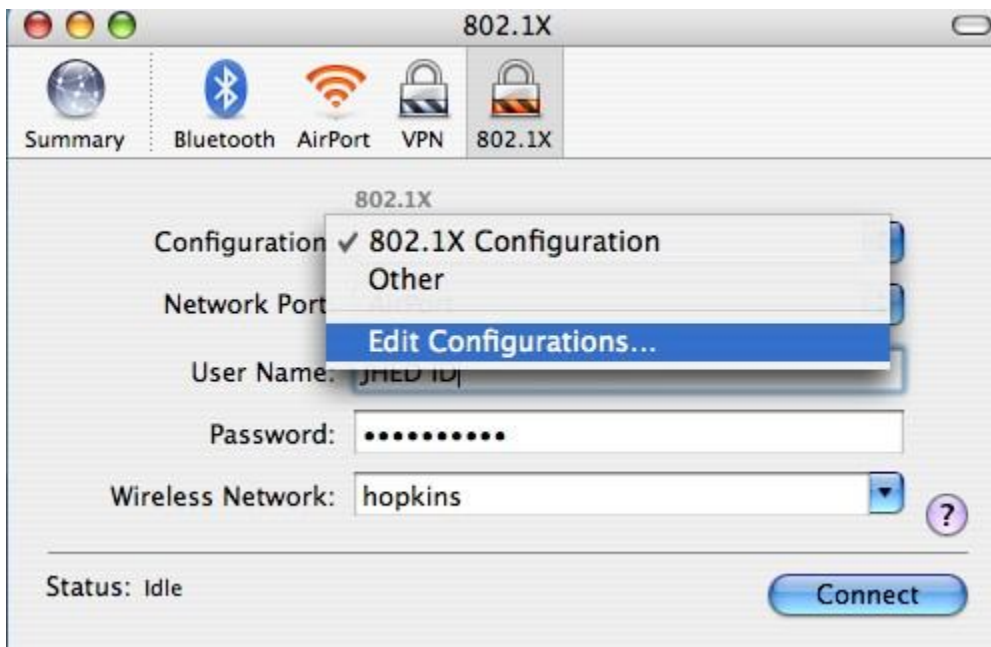 802.1X
Summary Bluetooth AirPort VPN 802.1X
802.1X
Configuration ✓ 802.1X Configuration
Other
Network Port AirPort
Edit Configurations...
User Name: JHED ID
Password: ••••••••••
Wireless Network: hopkins
?
Status: Idle
Connect